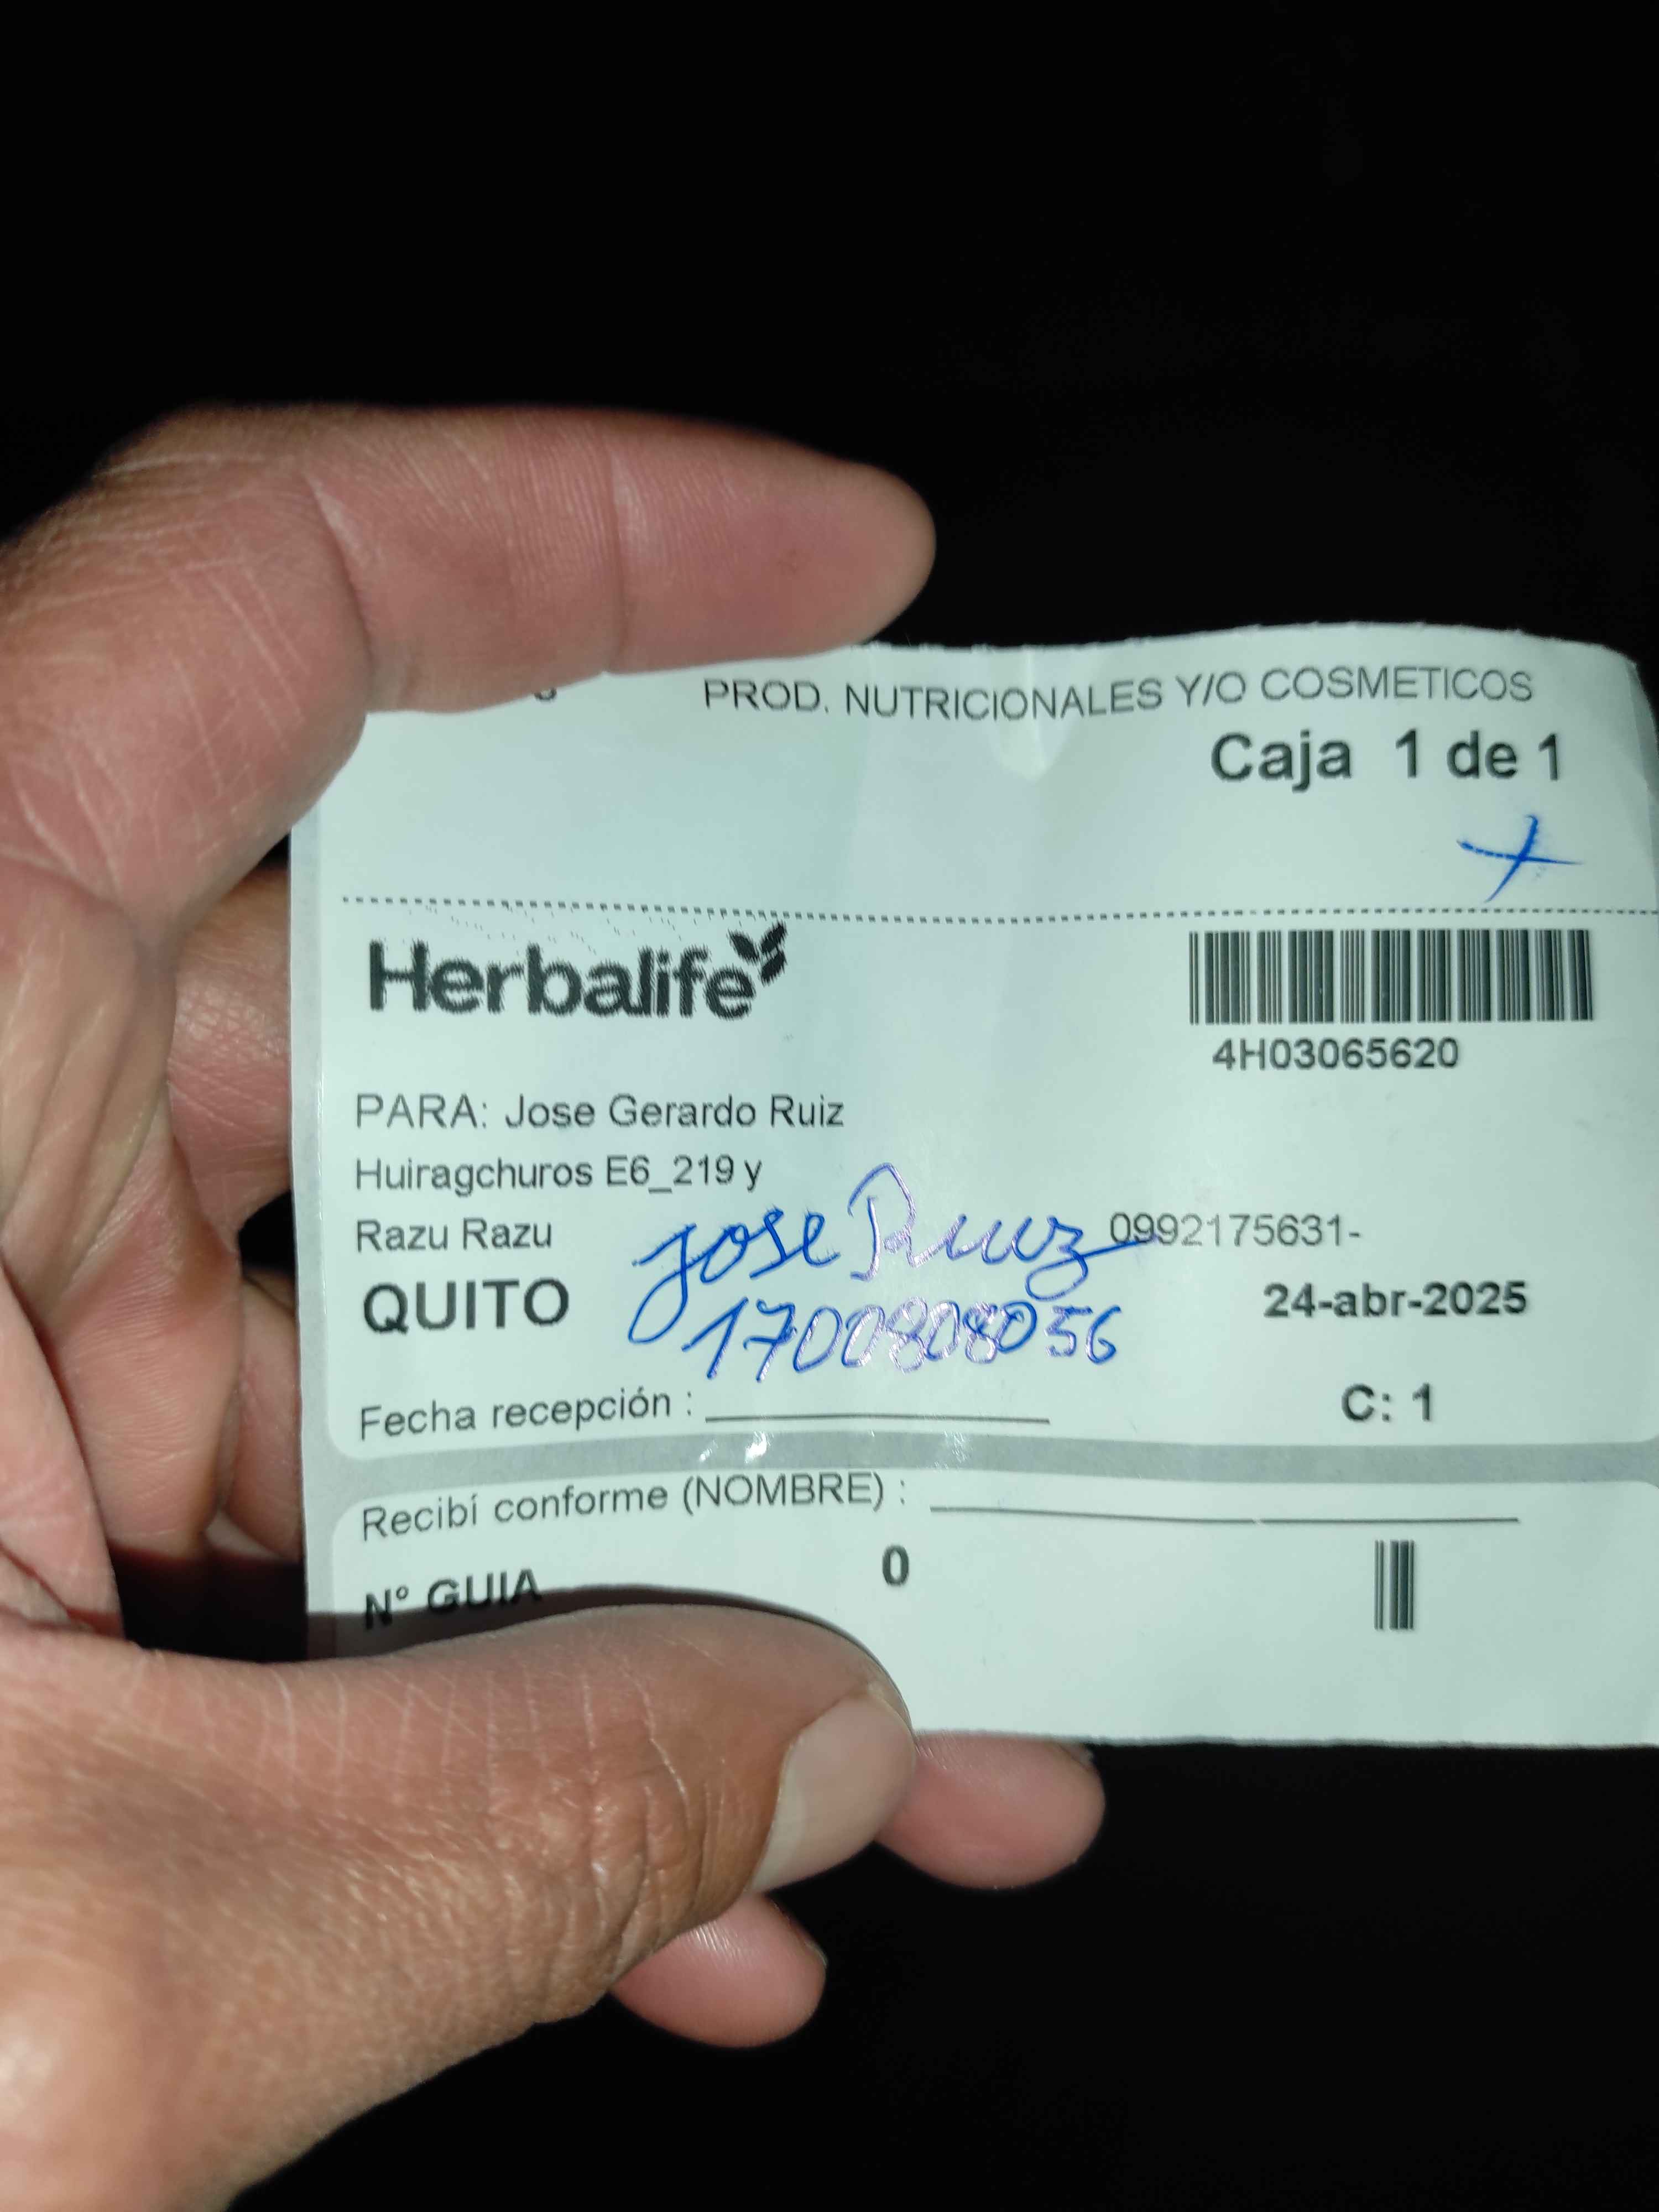 PROD. NUTRICIONALES Y/O COSMETICOS
Caja 1 de 1
Herbalife
4H03065620
PARA: Jose Gerardo Ruiz
Huiragchuros E6_219 y
Razu Razu 0992175631-
Jose Ruiz
QUITO 24-abr-2025
1700808056
Fecha recepción : C: 1
Recibí conforme (NOMBRE) :
N° GUIA 0